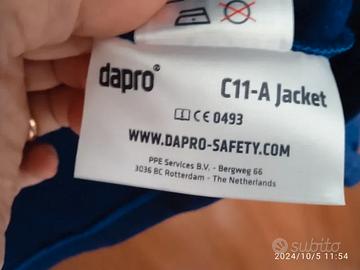 dapro®
C11-A Jacket
CE 0493
WWW.DAPRO-SAFETY.COM
PPE Services B.V. - Bergweg 66
3036 BC Rotterdam - The Netherlands
subito
2024/10/5 11:54